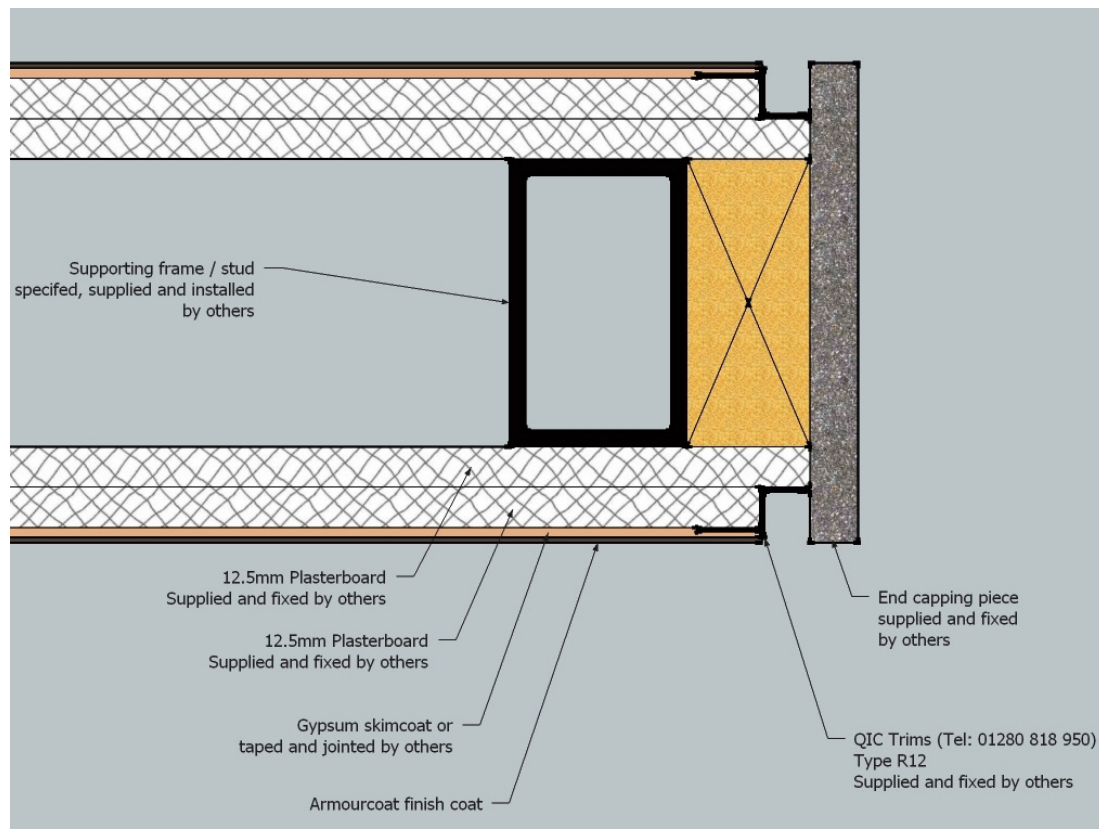 Supporting frame / stud
specifed, supplied and installed
by others
12.5mm Plasterboard
Supplied and fixed by others
12.5mm Plasterboard
Supplied and fixed by others
Gypsum skimcoat or
taped and jointed by others
Armourcoat finish coat
End capping piece
supplied and fixed
by others
QIC Trims (Tel: 01280 818 950)
Type R12
Supplied and fixed by others